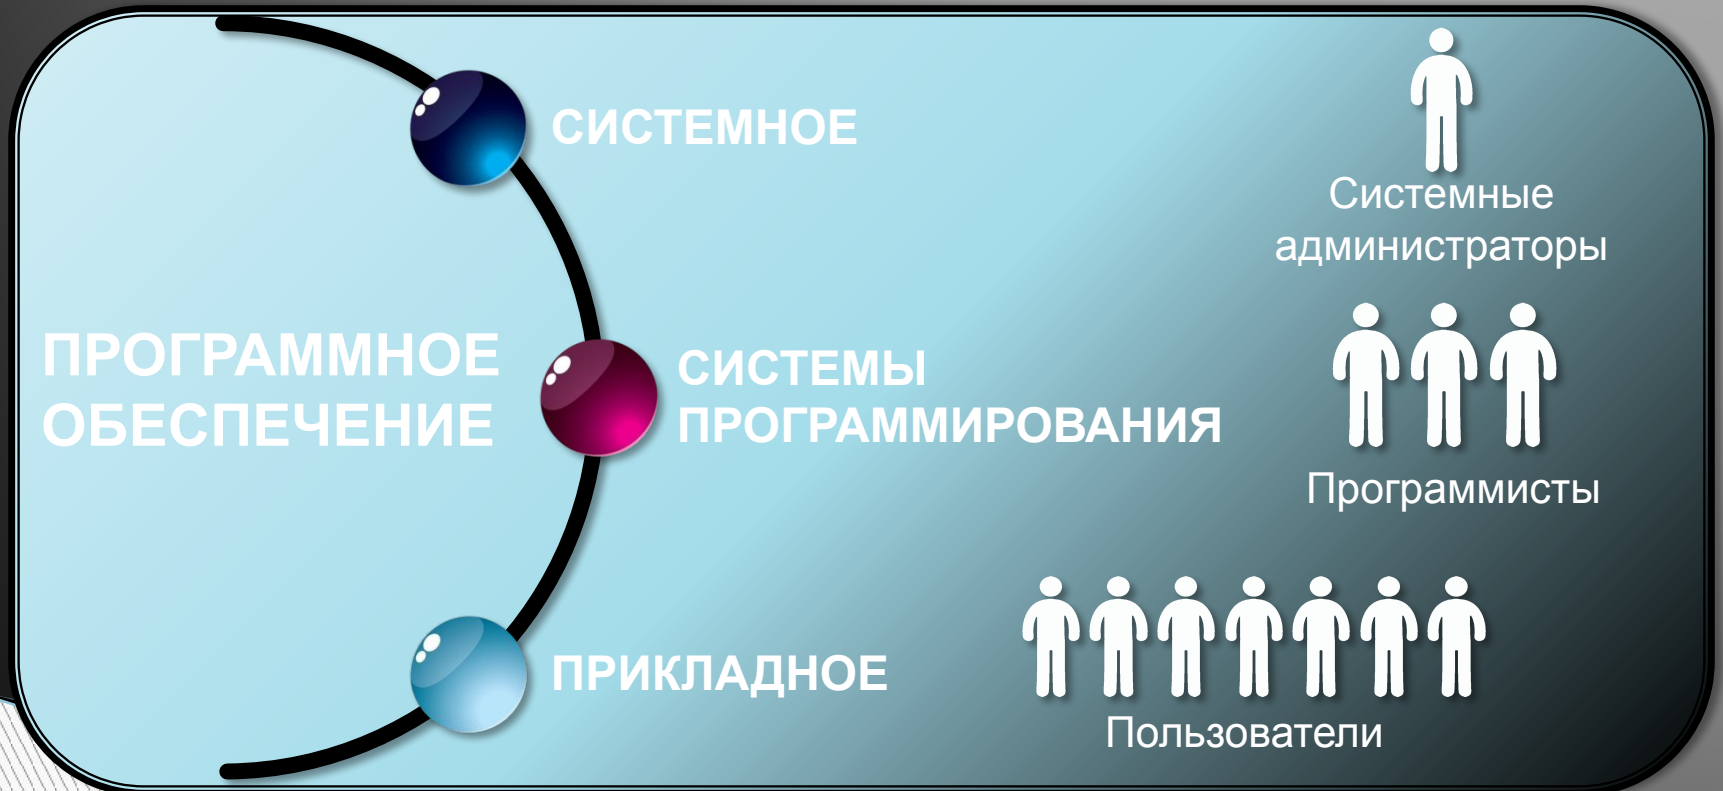 СИСТЕМНОЕ
Системные
администраторы
ПРОГРАММНОЕ
ОБЕСПЕЧЕНИЕ
СИСТЕМЫ
ПРОГРАММИРОВАНИЯ
Программисты
ПРИКЛАДНОЕ
Пользователи